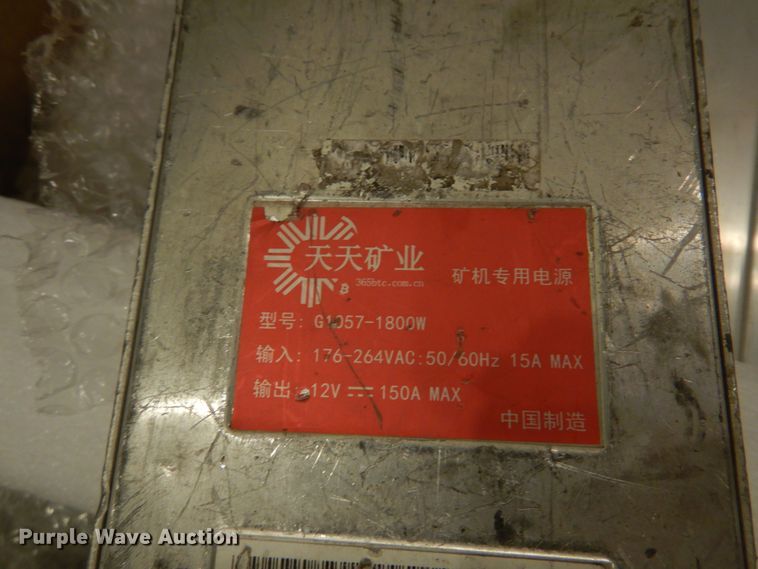 天天矿业
365btc.com.cn
矿机专用电源
型号: G1057-1800W
输入: 176-264VAC:50/60Hz 15A MAX
输出: 12V ⎓ 150A MAX
中国制造
Purple Wave Auction